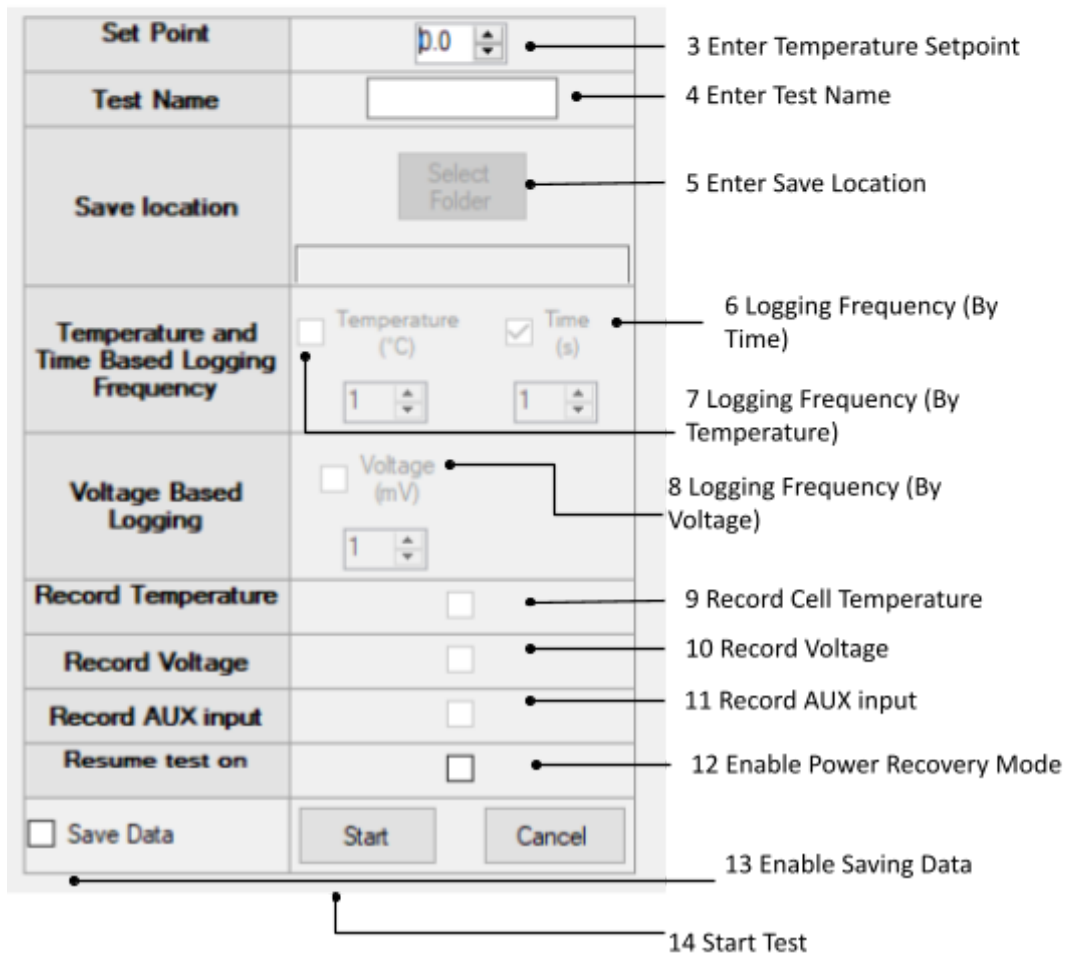 Set Point
0.0
3 Enter Temperature Setpoint
Test Name
4 Enter Test Name
Save location
Select
Folder
5 Enter Save Location
Temperature and
Time Based Logging
Frequency
Temperature
(°C)
Time
(s)
1
1
6 Logging Frequency (By
Time)
7 Logging Frequency (By
Temperature)
Voltage Based
Logging
Voltage
(mV)
1
8 Logging Frequency (By
Voltage)
Record Temperature
9 Record Cell Temperature
Record Voltage
10 Record Voltage
Record AUX input
11 Record AUX input
Resume test on
12 Enable Power Recovery Mode
Save Data
Start
Cancel
13 Enable Saving Data
14 Start Test